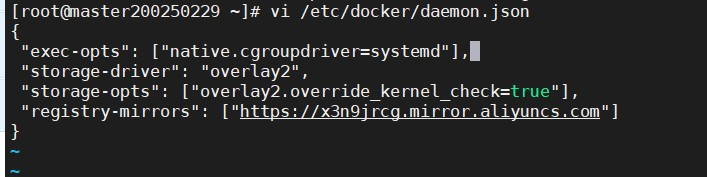 [root@master200250229 ~]# vi /etc/docker/daemon.json
{
"exec-opts": ["native.cgroupdriver=systemd"],
"storage-driver": "overlay2",
"storage-opts": ["overlay2.override_kernel_check=true"],
"registry-mirrors": ["https://x3n9jrcg.mirror.aliyuncs.com"]
}
~
~